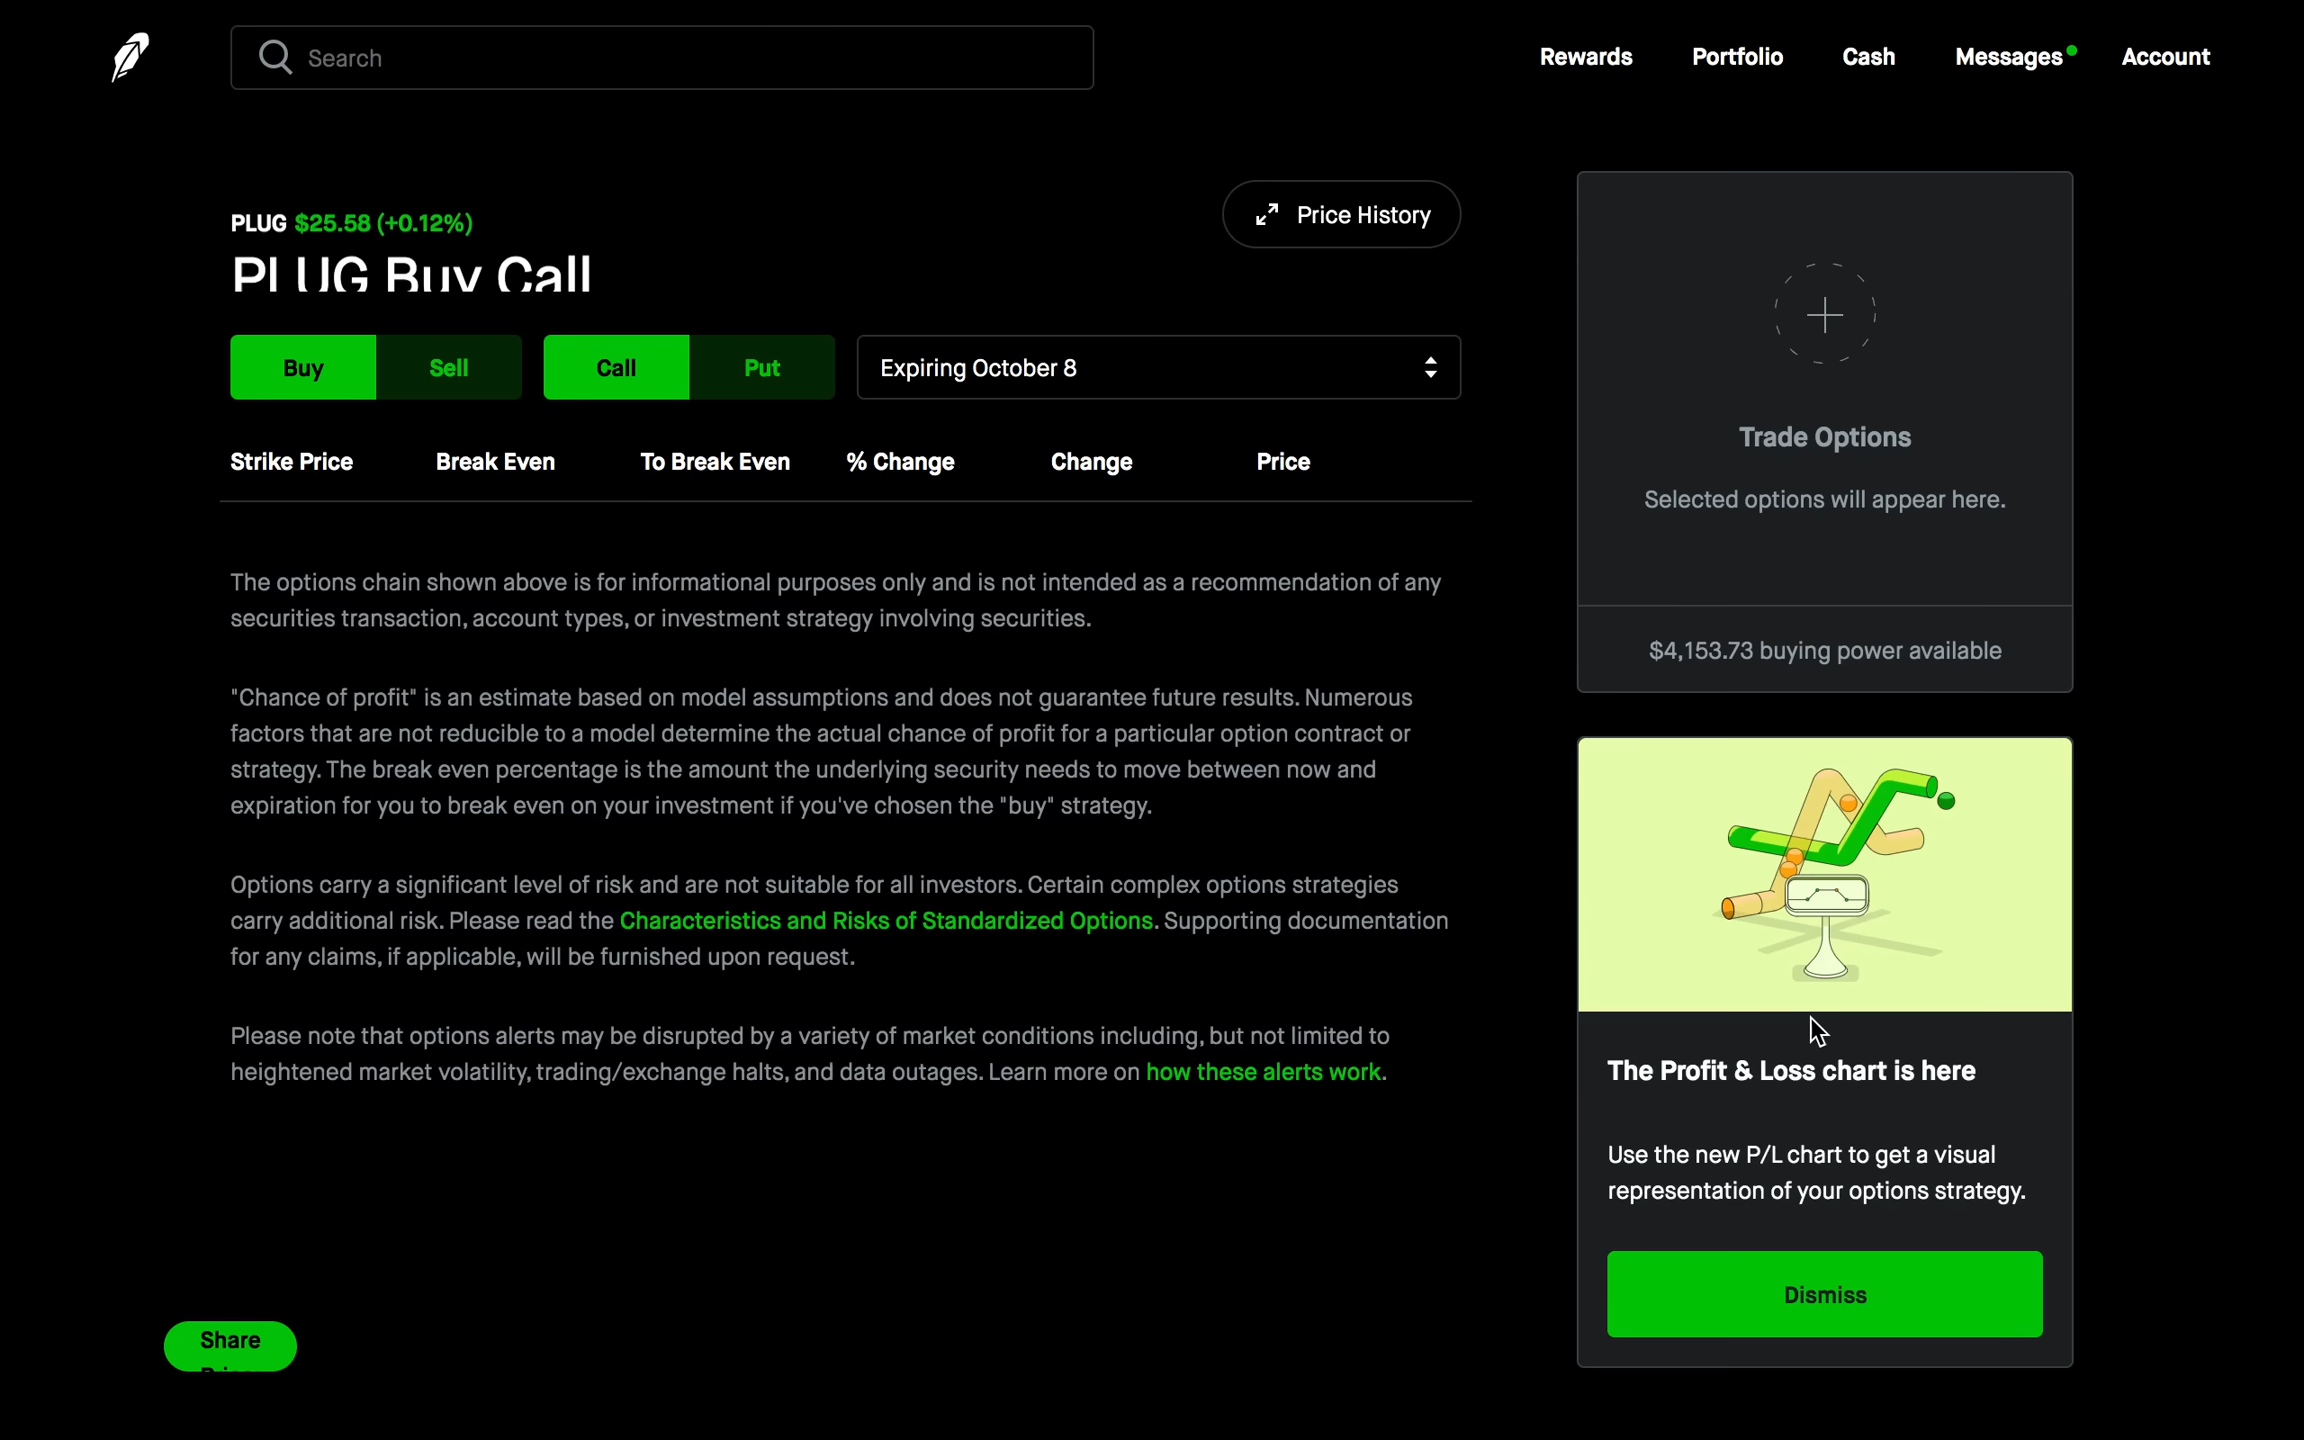 Search
Rewards
Portfolio
Cash
Messages
Account
PLUG $25.58 (+0.12%)
PLUG Buy Call
Price History
Buy
Sell
Call
Put
Expiring October 8
Strike Price
Break Even
To Break Even
% Change
Change
Price
The options chain shown above is for informational purposes only and is not intended as a recommendation of any
securities transaction, account types, or investment strategy involving securities.
"Chance of profit" is an estimate based on model assumptions and does not guarantee future results. Numerous
factors that are not reducible to a model determine the actual chance of profit for a particular option contract or
strategy. The break even percentage is the amount the underlying security needs to move between now and
expiration for you to break even on your investment if you've chosen the "buy" strategy.
Options carry a significant level of risk and are not suitable for all investors. Certain complex options strategies
carry additional risk. Please read the Characteristics and Risks of Standardized Options. Supporting documentation
for any claims, if applicable, will be furnished upon request.
Please note that options alerts may be disrupted by a variety of market conditions including, but not limited to
heightened market volatility, trading/exchange halts, and data outages. Learn more on how these alerts work.
Share
Trade Options
Selected options will appear here.
$4,153.73 buying power available
The Profit & Loss chart is here
Use the new P/L chart to get a visual
representation of your options strategy.
Dismiss